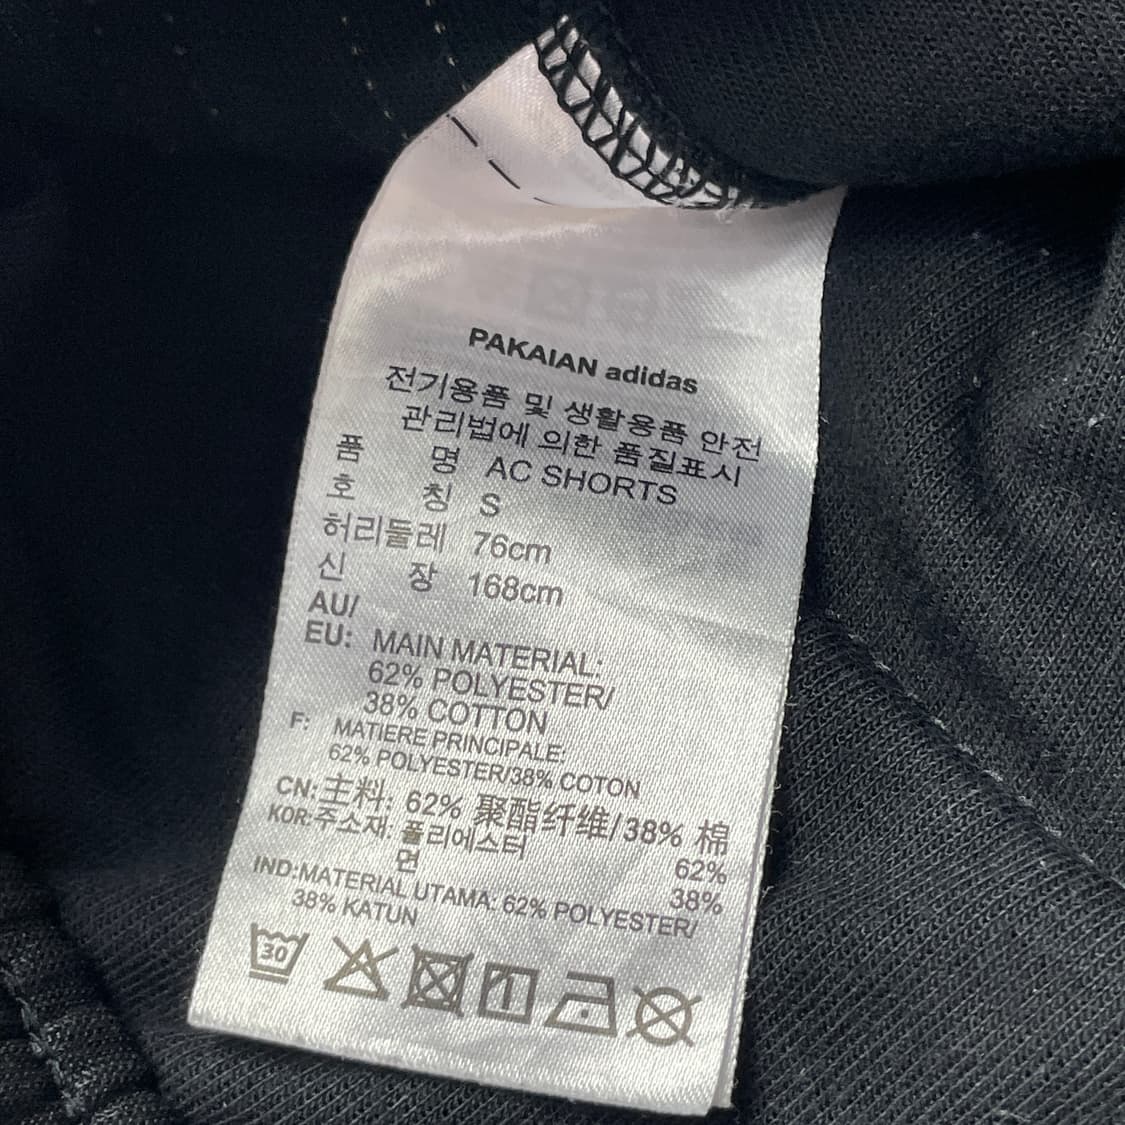 PAKAIAN adidas
전기용품 및 생활용품 안전
관리법에 의한 품질표시
품 명 AC SHORTS
호 칭 S
허리둘레 76cm
신 장 168cm
AU/
EU: MAIN MATERIAL:
62% POLYESTER/
38% COTTON
F: MATIERE PRINCIPALE:
62% POLYESTER/38% COTON
CN:主料: 62% 聚酯纤维/38% 棉
KOR:주소재: 폴리에스터 62%
면 38%
IND:MATERIAL UTAMA: 62% POLYESTER/
38% KATUN
30